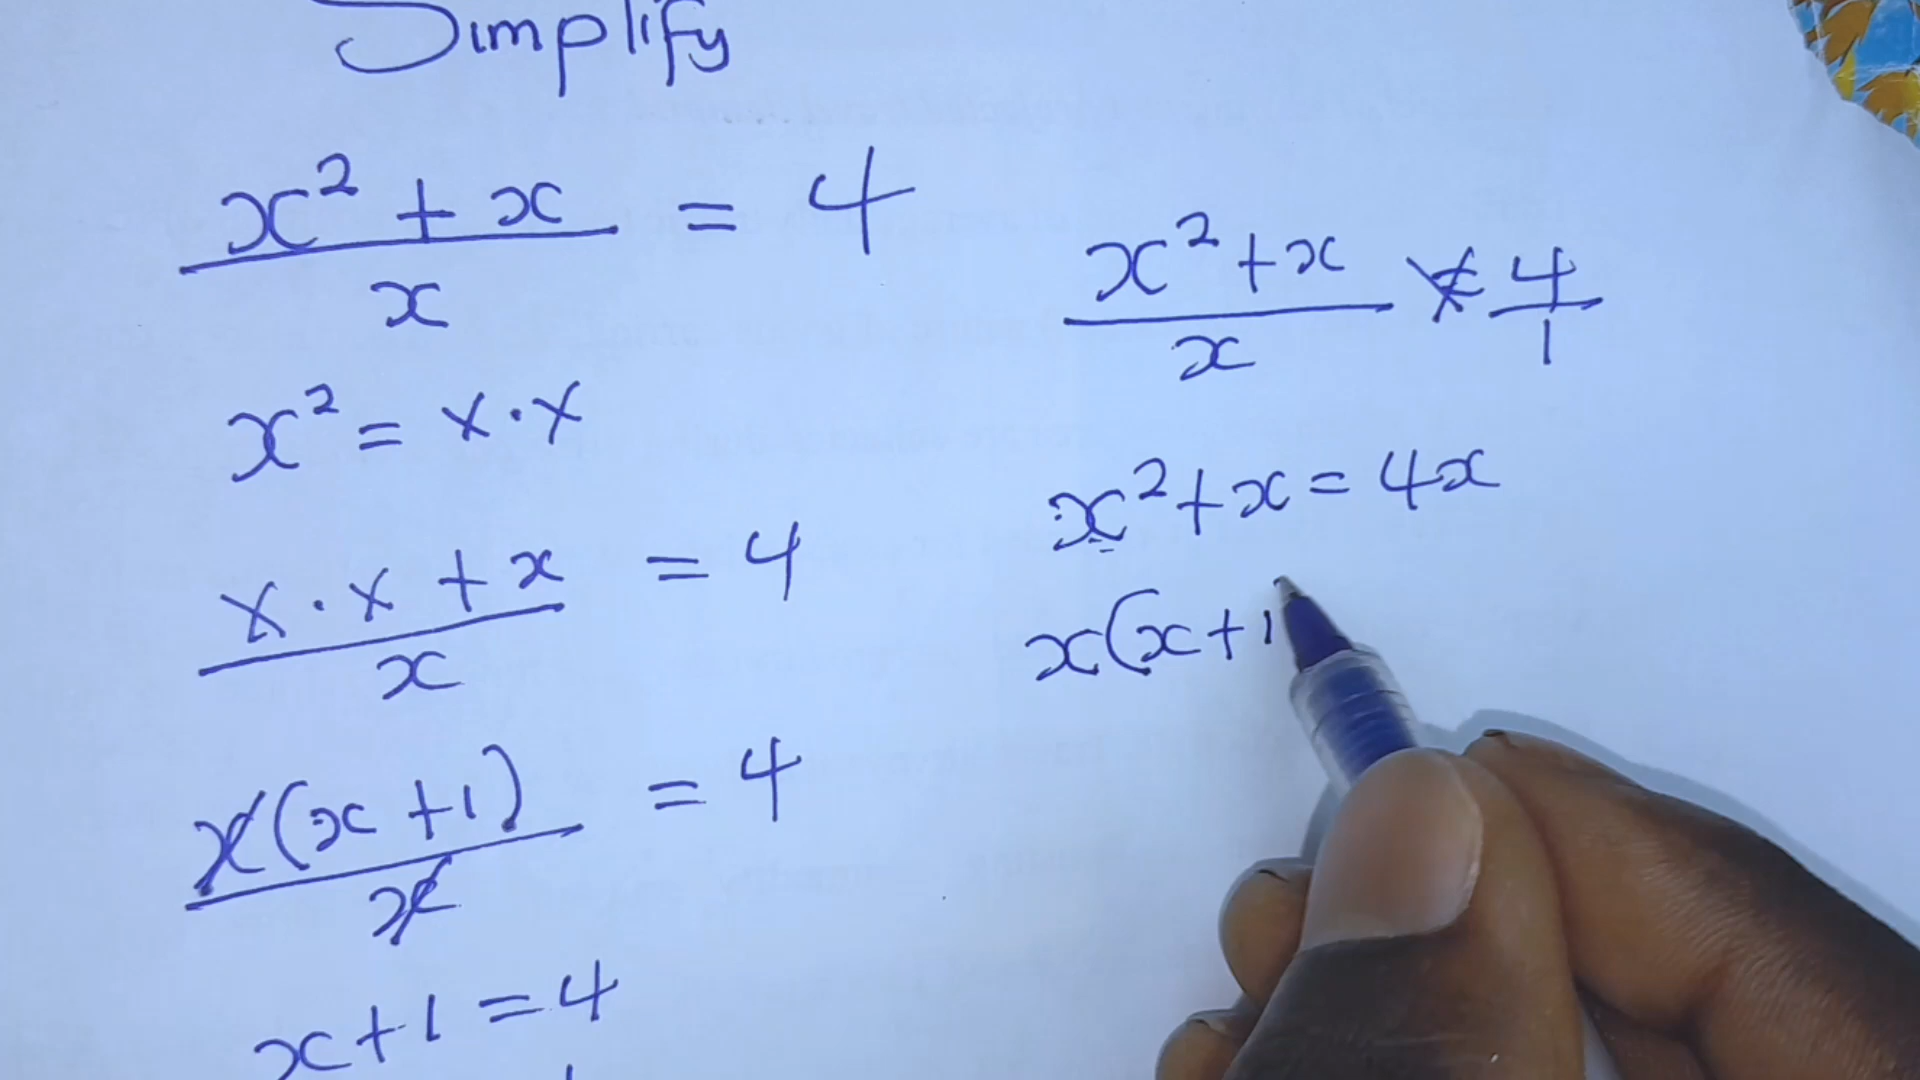 Simplify
x² + x / x = 4
x² = x · x
x · x + x / x = 4
x(x + 1) / x = 4
x + 1 = 4
x² + x / x = 4 / 1
x² + x = 4x
x(x + 1